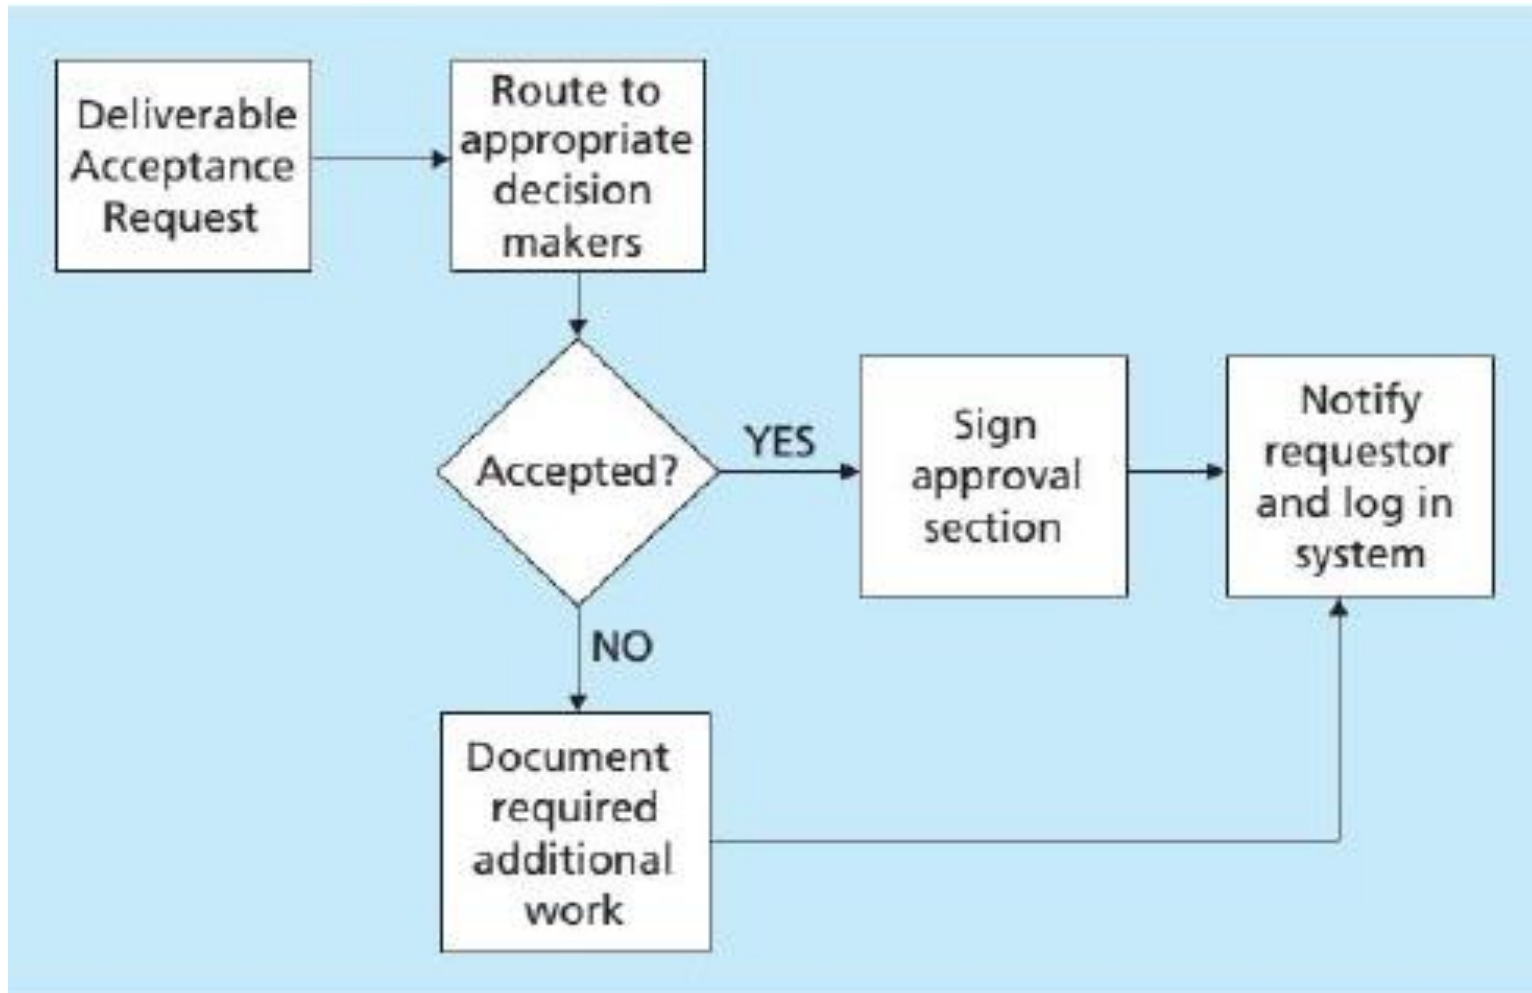 Deliverable
Acceptance
Request
Route to
appropriate
decision
makers
Accepted?
YES
Sign
approval
section
Notify
requestor
and log in
system
NO
Document
required
additional
work